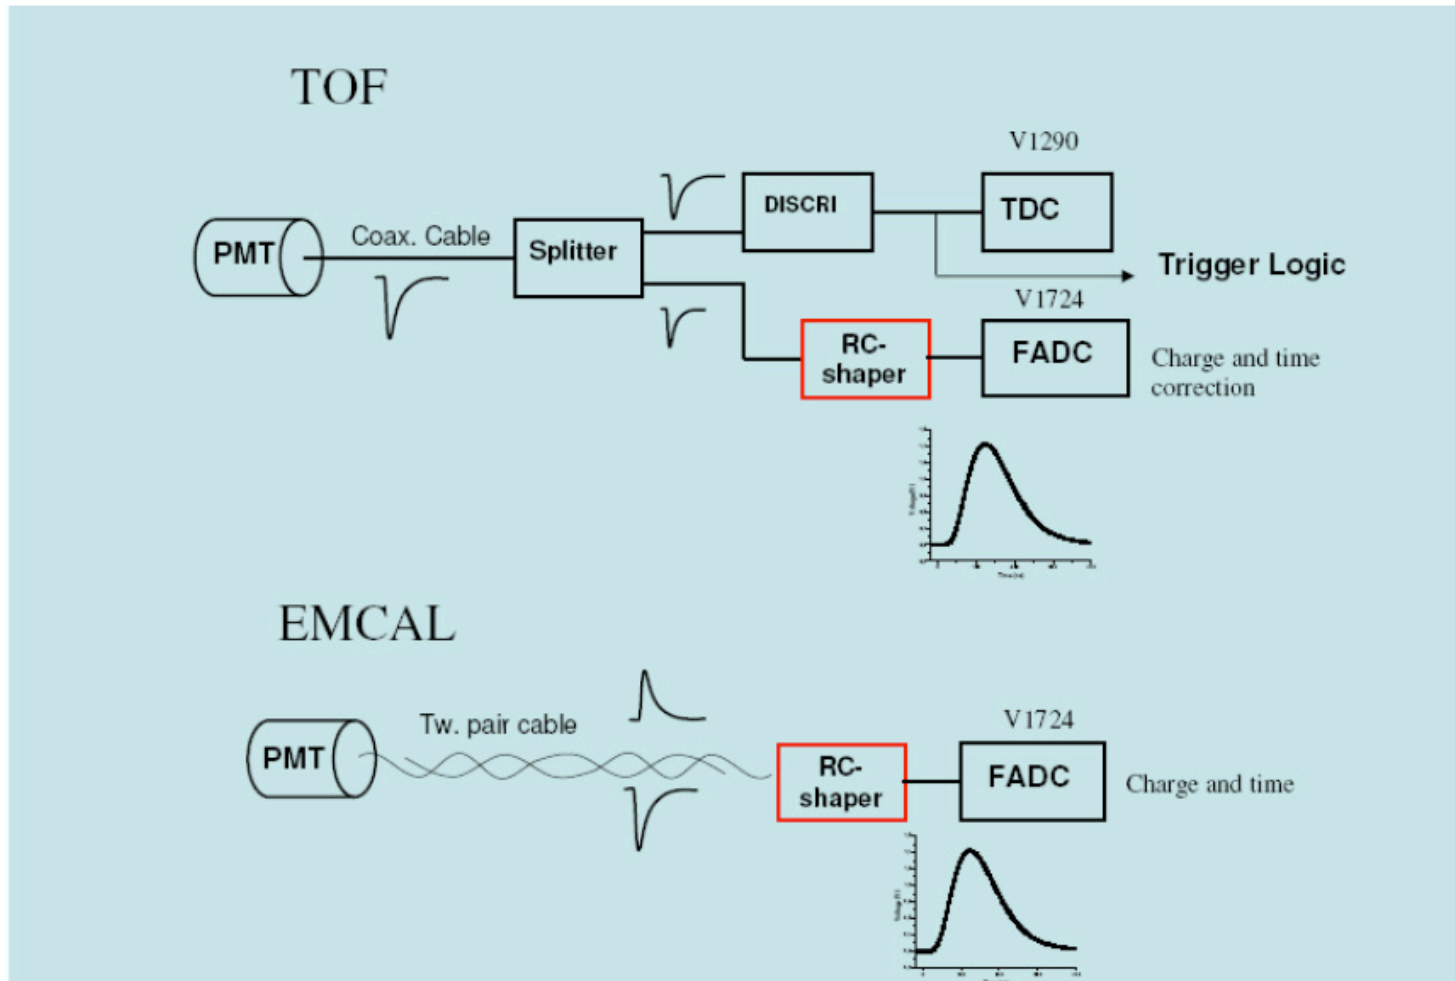 TOF
V1290
DISCRI
TDC
PMT
Coax. Cable
Splitter
Trigger Logic
V1724
RC-
shaper
FADC
Charge and time
correction
EMCAL
Tw. pair cable
V1724
PMT
RC-
shaper
FADC
Charge and time